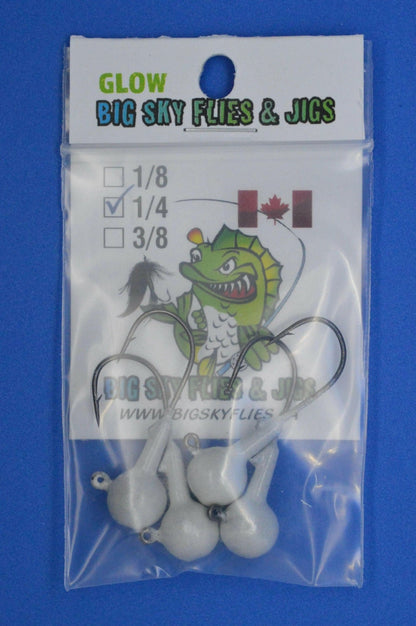 GLOW
BIG SKY FLIES & JIGS
1/8
1/4
3/8
BIG SKY FLIES & JIGS
WWW.BIGSKYFLIES.